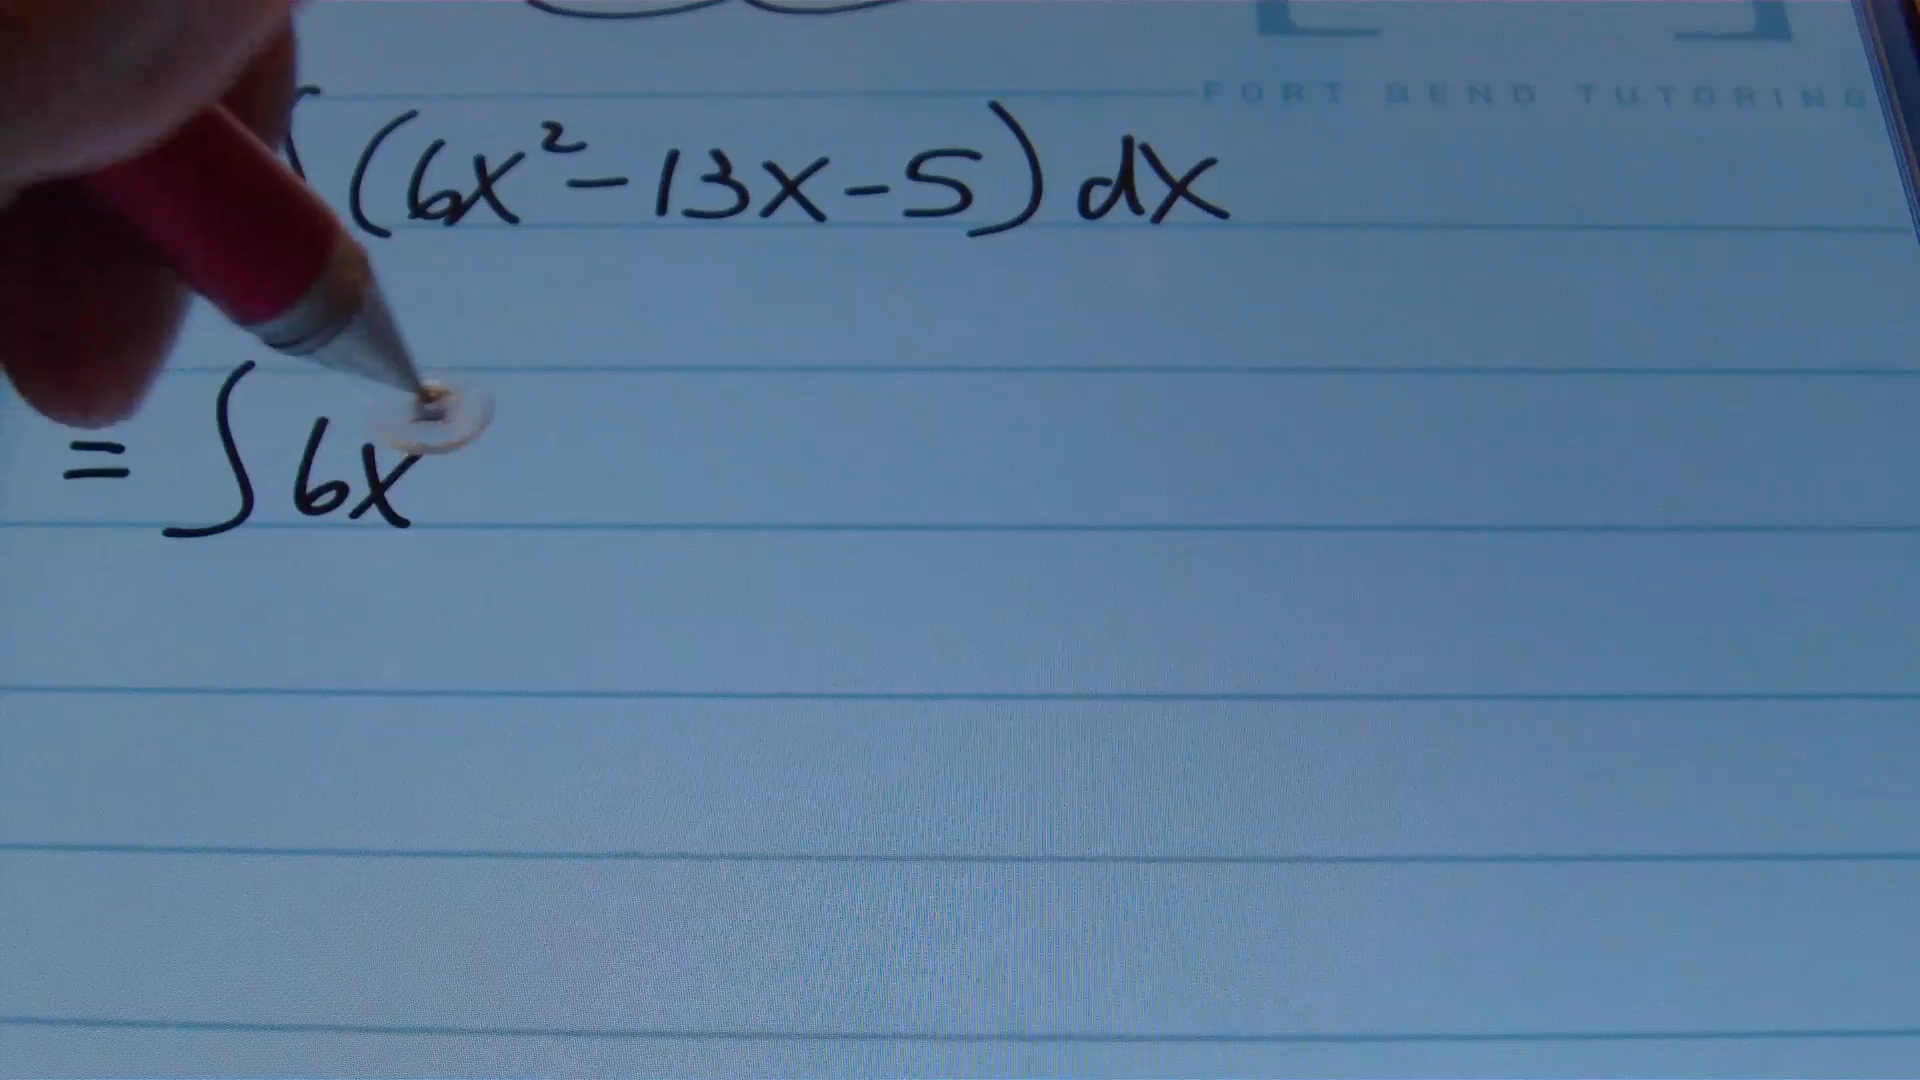 FORT BEND TUTORING
∫(6x²-13x-5)dx
= ∫6x